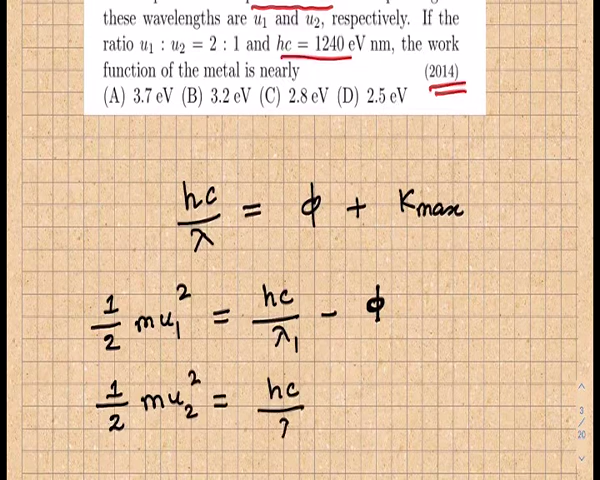 these wavelengths are u₁ and u₂, respectively. If the
ratio u₁ : u₂ = 2 : 1 and hc = 1240 eV nm, the work
function of the metal is nearly (2014)
(A) 3.7 eV (B) 3.2 eV (C) 2.8 eV (D) 2.5 eV
hc/λ = ϕ + Kmax
1/2 mu₁² = hc/λ₁ - ϕ
1/2 mu₂² = hc/
3
/
20